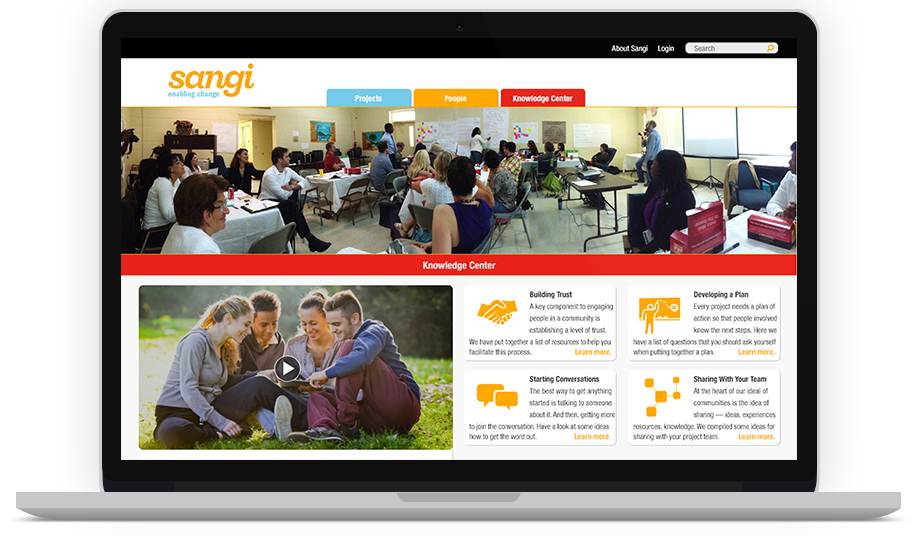 About Sangi Login Search
sangi
enabling change
Projects People Knowledge Center
Knowledge Center
Building Trust
A key component to engaging
people in a community is
establishing a level of trust.
We have put together a list of resources to help you
facilitate this process. Learn more.
Developing a Plan
Every project needs a plan of
action so that people involved
know the next steps. Here we
have a list of questions that you should ask yourself
when putting together a plan. Learn more.
Starting Conversations
The best way to get anything
started is talking to someone
about it. And then, getting more
to join the conversation. Have a look at some ideas
how to get the word out. Learn more.
Sharing With Your Team
At the heart of our ideal of
communities is the idea of
sharing — ideas, experiences
resources, knowledge. We compiled some ideas for
sharing with your project team. Learn more.